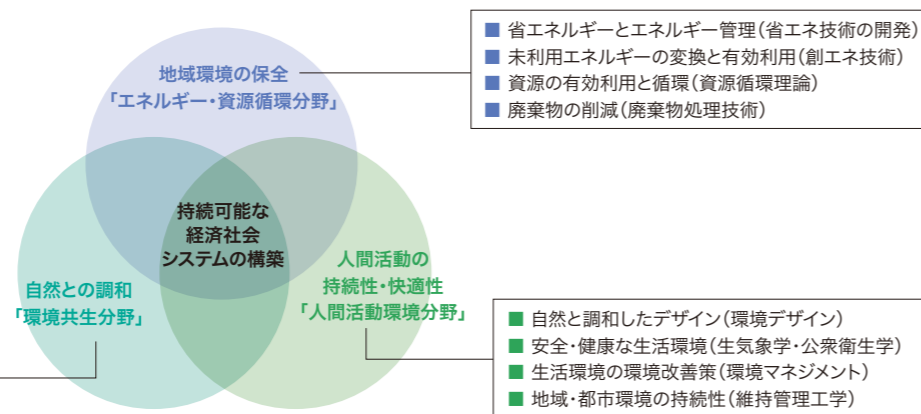 ■ 省エネルギーとエネルギー管理(省エネ技術の開発)
■ 未利用エネルギーの変換と有効利用(創エネ技術)
■ 資源の有効利用と循環(資源循環理論)
■ 廃棄物の削減(廃棄物処理技術)
地域環境の保全
「エネルギー・資源循環分野」
持続可能な
経済社会
システムの構築
自然との調和
「環境共生分野」
人間活動の
持続性・快適性
「人間活動環境分野」
■ 自然と調和したデザイン(環境デザイン)
■ 安全・健康な生活環境(生気象学・公衆衛生学)
■ 生活環境の環境改善策(環境マネジメント)
■ 地域・都市環境の持続性(維持管理工学)